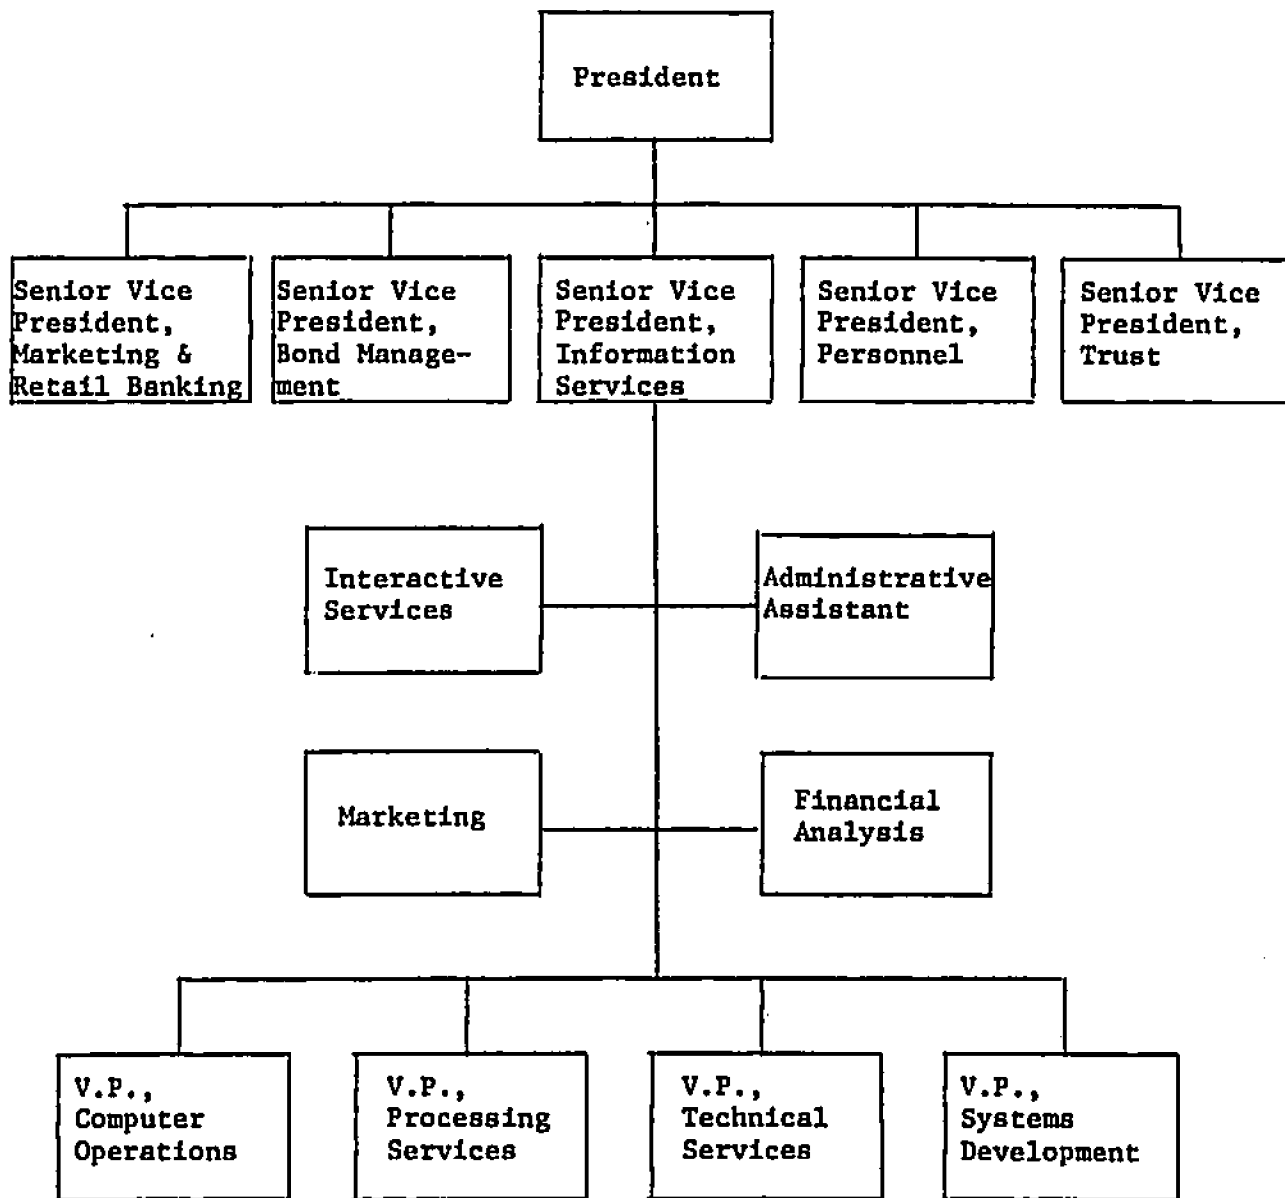 President
Senior Vice
President,
Marketing &
Retail Banking
Senior Vice
President,
Bond Manage-
ment
Senior Vice
President,
Information
Services
Senior Vice
President,
Personnel
Senior Vice
President,
Trust
Interactive
Services
Administrative
Assistant
Marketing
Financial
Analysis
V.P.,
Computer
Operations
V.P.,
Processing
Services
V.P.,
Technical
Services
V.P.,
Systems
Development